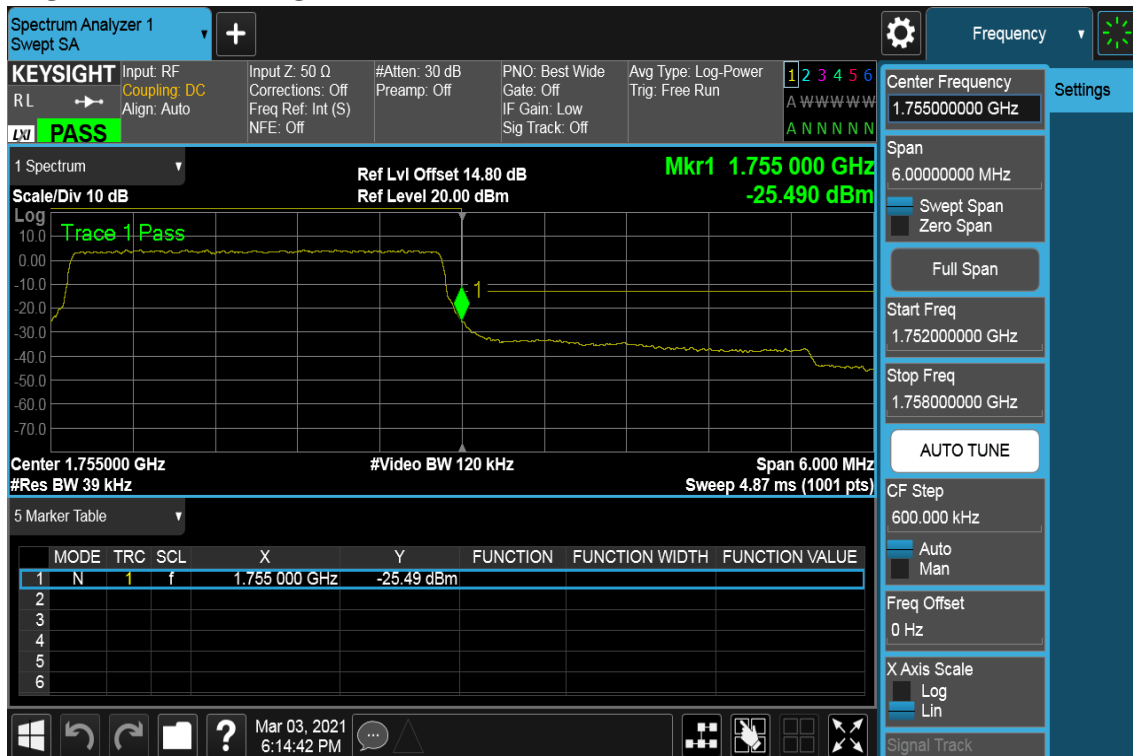 Spectrum Analyzer 1
Swept SA
+
Frequency
KEYSIGHT
RL
LXI PASS
Input: RF
Coupling: DC
Align: Auto
Input Z: 50 Ω
Corrections: Off
Freq Ref: Int (S)
NFE: Off
#Atten: 30 dB
Preamp: Off
PNO: Best Wide
Gate: Off
IF Gain: Low
Sig Track: Off
Avg Type: Log-Power
Trig: Free Run
1 2 3 4 5 6
A W W W W W
A N N N N N
1 Spectrum
Scale/Div 10 dB
Ref Lvl Offset 14.80 dB
Ref Level 20.00 dBm
Mkr1 1.755 000 GHz
-25.490 dBm
Log
Trace 1 Pass
10.0
0.00
-10.0
1
-20.0
-30.0
-40.0
-50.0
-60.0
-70.0
Center 1.755000 GHz
#Res BW 39 kHz
#Video BW 120 kHz
Span 6.000 MHz
Sweep 4.87 ms (1001 pts)
5 Marker Table
MODE TRC SCL X Y FUNCTION FUNCTION WIDTH FUNCTION VALUE
1 N 1 f 1.755 000 GHz -25.49 dBm
2
3
4
5
6
?
Mar 03, 2021
6:14:42 PM
Settings
Center Frequency
1.755000000 GHz
Span
6.00000000 MHz
Swept Span
Zero Span
Full Span
Start Freq
1.752000000 GHz
Stop Freq
1.758000000 GHz
AUTO TUNE
CF Step
600.000 kHz
Auto
Man
Freq Offset
0 Hz
X Axis Scale
Log
Lin
Signal Track